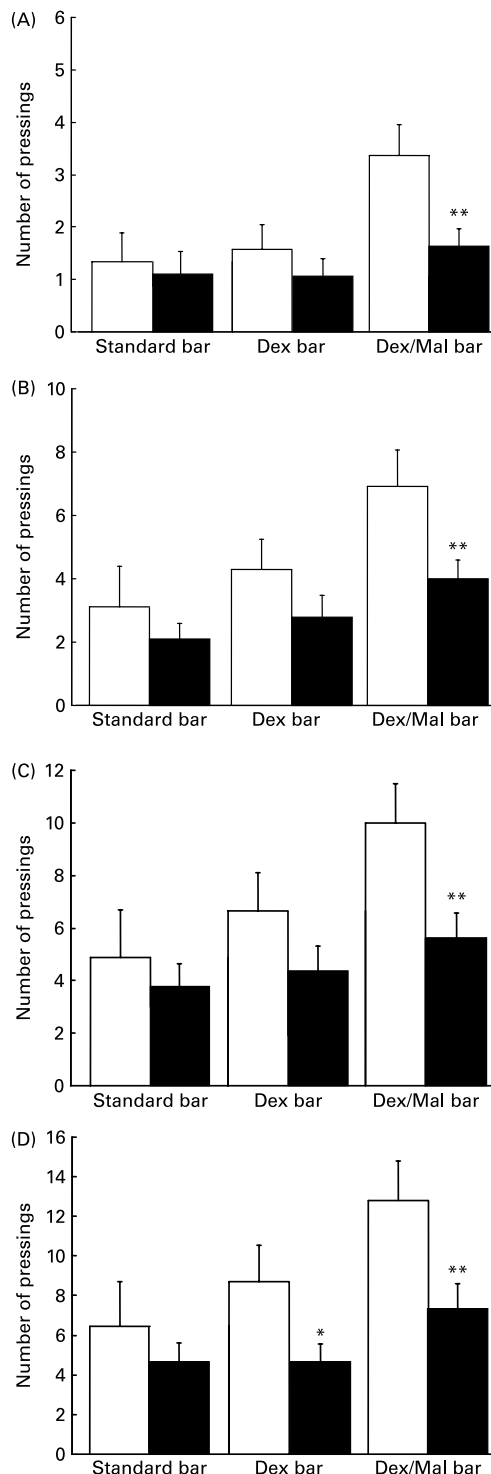 (A)
Number of pressings
6
5
4
3
2
1
0
**
Standard bar Dex bar Dex/Mal bar
(B)
Number of pressings
10
8
6
4
2
0
**
Standard bar Dex bar Dex/Mal bar
(C)
Number of pressings
12
10
8
6
4
2
0
**
Standard bar Dex bar Dex/Mal bar
(D)
Number of pressings
16
14
12
10
8
6
4
2
0
*
**
Standard bar Dex bar Dex/Mal bar